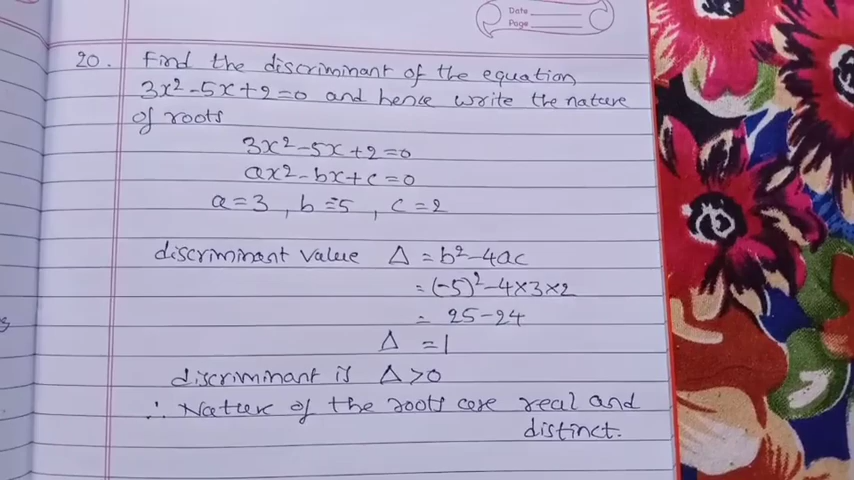 Date
Page
20. Find the discriminant of the equation
3x² - 5x + 2 = 0 and hence write the nature
of roots
3x² - 5x + 2 = 0
ax² - bx + c = 0
a = 3 , b = -5 , c = 2
discriminant value Δ = b² - 4ac
= (-5)² - 4×3×2
= 25 - 24
Δ = 1
discriminant is Δ > 0
∴ Nature of the roots are real and
distinct.